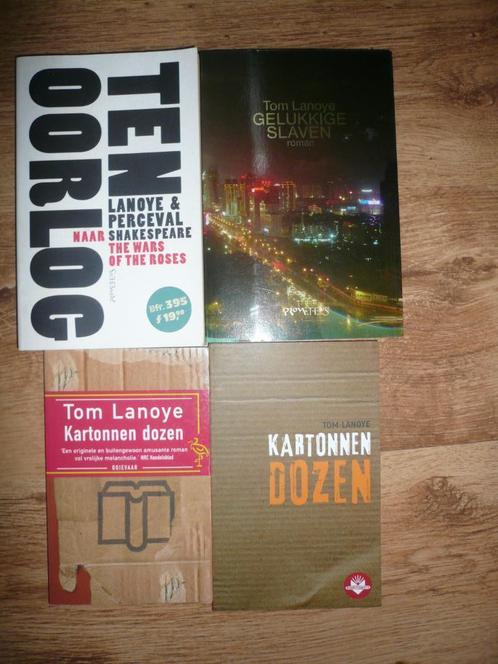 TEN
OORLOG
LANOYE &
PERCEVAL
NAAR SHAKESPEARE
THE WARS
OF THE ROSES
PROMETHEUS
Bfr. 395
f 19,90
Tom Lanoye
GELUKKIGE
SLAVEN
roman
PROMETHEUS
Tom Lanoye
Kartonnen dozen
'Een originele en buitengewoon amusante roman
vol vrolijke melancholie.' NRC Handelsblad
OOIEVAAR
TOM LANOYE
KARTONNEN
DOZEN